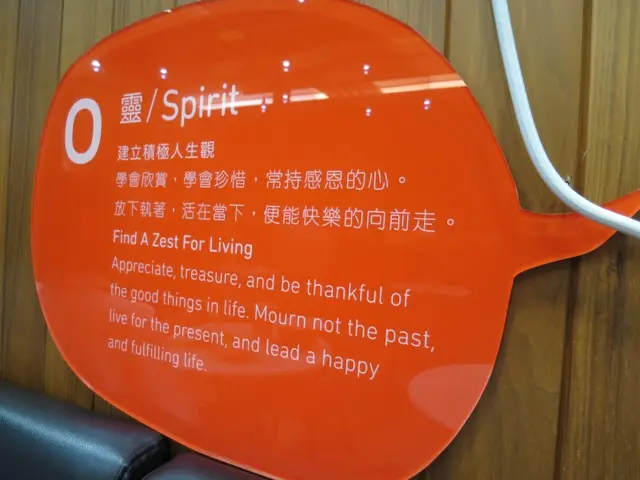 O
靈/Spirit
建立積極人生觀
學會欣賞，學會珍惜，常持感恩的心。
放下執著，活在當下，便能快樂的向前走。
Find A Zest For Living
Appreciate, treasure, and be thankful of
the good things in life. Mourn not the past,
live for the present, and lead a happy
and fulfilling life.